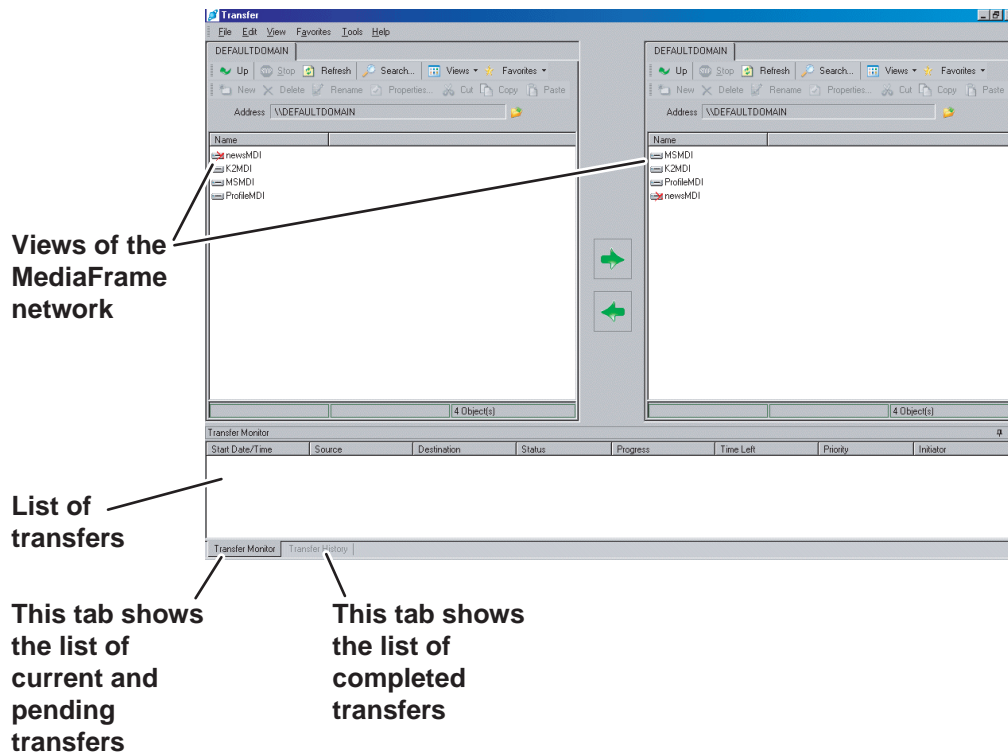 Transfer
File Edit View Favorites Tools Help
DEFAULTDOMAIN
Up Stop Refresh Search... Views Favorites
New Delete Rename Properties... Cut Copy Paste
Address \\DEFAULTDOMAIN
Name
newsMDI
K2MDI
MSMDI
ProfileMDI
4 Object(s)
DEFAULTDOMAIN
Up Stop Refresh Search... Views Favorites
New Delete Rename Properties... Cut Copy Paste
Address \\DEFAULTDOMAIN
Name
MSMDI
K2MDI
ProfileMDI
newsMDI
4 Object(s)
Views of the
MediaFrame
network
Transfer Monitor
Start Date/Time Source Destination Status Progress Time Left Priority Initiator
List of
transfers
Transfer Monitor Transfer History
This tab shows
the list of
current and
pending
transfers
This tab shows
the list of
completed
transfers